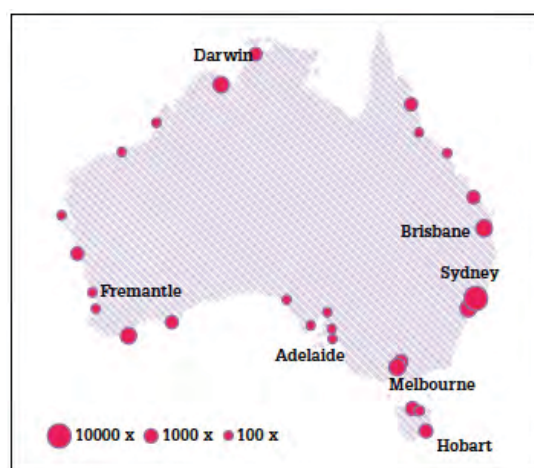 Darwin
Brisbane
Sydney
Fremantle
Adelaide
Melbourne
10000 x 1000 x 100 x
Hobart